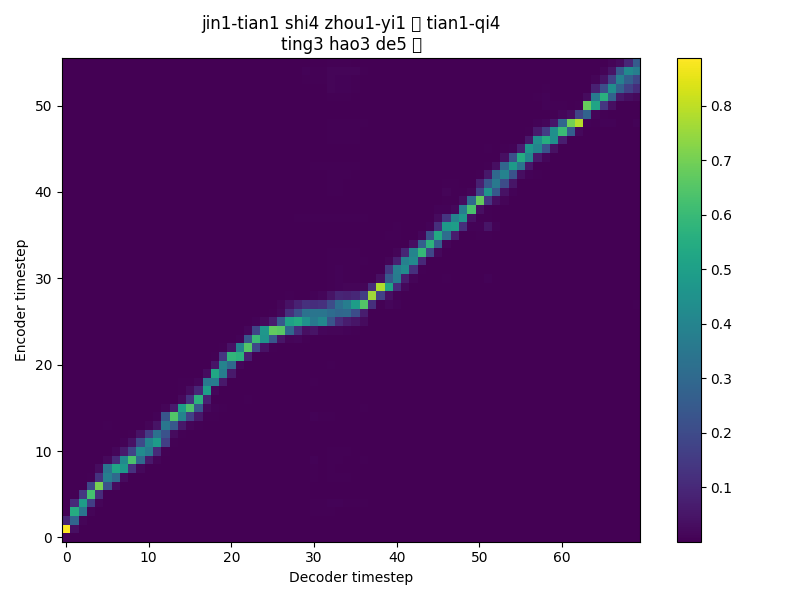 jin1-tian1 shi4 zhou1-yi1 tian1-qi4
ting3 hao3 de5
50
40
30
20
10
0
Encoder timestep
0 10 20 30 40 50 60
Decoder timestep
0.8
0.7
0.6
0.5
0.4
0.3
0.2
0.1